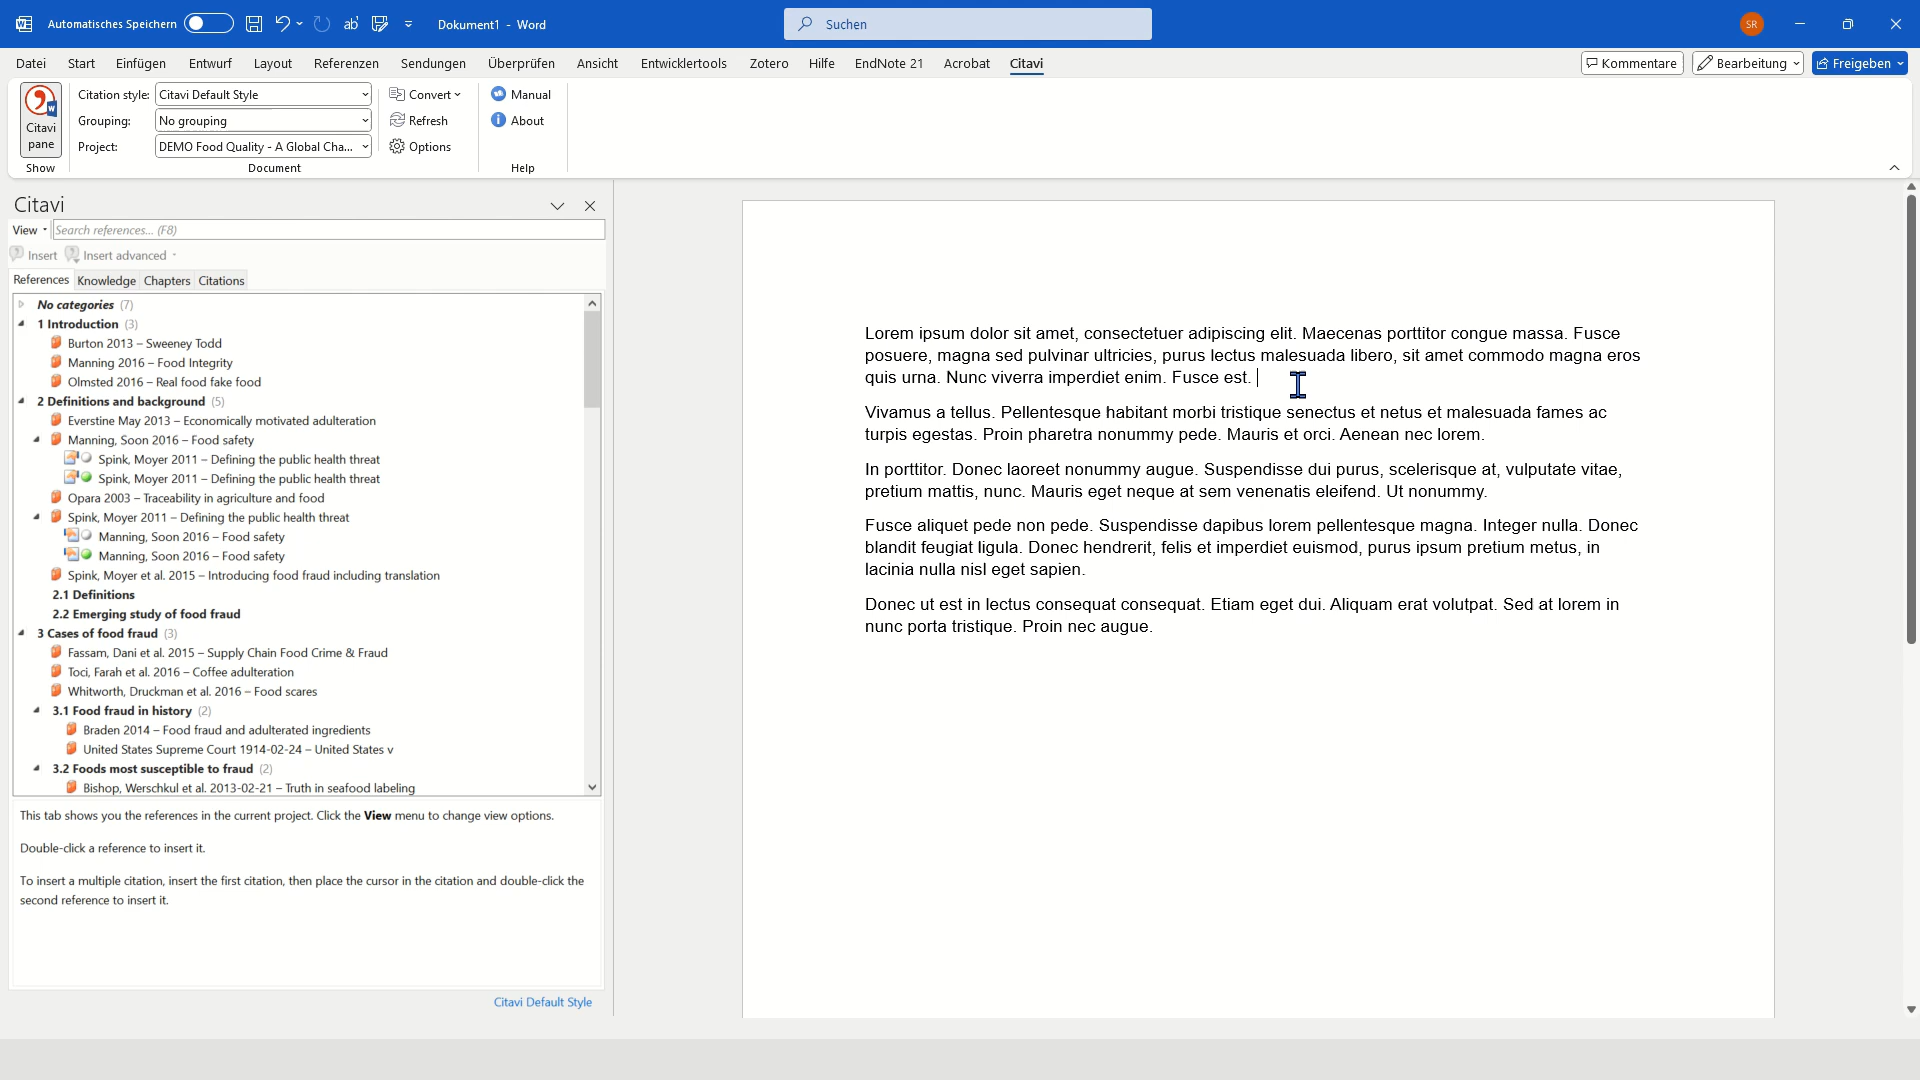 Automatisches Speichern
Dokument1 - Word
Suchen
SR
Datei Start Einfügen Entwurf Layout Referenzen Sendungen Überprüfen Ansicht Entwicklertools Zotero Hilfe EndNote 21 Acrobat Citavi
Kommentare Bearbeitung Freigeben
Citavi pane
Show
Citation style: Citavi Default Style
Grouping: No grouping
Project: DEMO Food Quality - A Global Cha...
Convert
Refresh
Options
Document
Manual
About
Help
Citavi
View Search references... (F8)
Insert Insert advanced
References Knowledge Chapters Citations
No categories (7)
1 Introduction (3)
Burton 2013 – Sweeney Todd
Manning 2016 – Food Integrity
Olmsted 2016 – Real food fake food
2 Definitions and background (5)
Everstine May 2013 – Economically motivated adulteration
Manning, Soon 2016 – Food safety
Spink, Moyer 2011 – Defining the public health threat
Spink, Moyer 2011 – Defining the public health threat
Opara 2003 – Traceability in agriculture and food
Spink, Moyer 2011 – Defining the public health threat
Manning, Soon 2016 – Food safety
Manning, Soon 2016 – Food safety
Spink, Moyer et al. 2015 – Introducing food fraud including translation
2.1 Definitions
2.2 Emerging study of food fraud
3 Cases of food fraud (3)
Fassam, Dani et al. 2015 – Supply Chain Food Crime & Fraud
Toci, Farah et al. 2016 – Coffee adulteration
Whitworth, Druckman et al. 2016 – Food scares
3.1 Food fraud in history (2)
Braden 2014 – Food fraud and adulterated ingredients
United States Supreme Court 1914-02-24 – United States v
3.2 Foods most susceptible to fraud (2)
Bishop, Werschkul et al. 2013-02-21 – Truth in seafood labeling
This tab shows you the references in the current project. Click the View menu to change view options.
Double-click a reference to insert it.
To insert a multiple citation, insert the first citation, then place the cursor in the citation and double-click the
second reference to insert it.
Citavi Default Style
Lorem ipsum dolor sit amet, consectetuer adipiscing elit. Maecenas porttitor congue massa. Fusce
posuere, magna sed pulvinar ultricies, purus lectus malesuada libero, sit amet commodo magna eros
quis urna. Nunc viverra imperdiet enim. Fusce est.
Vivamus a tellus. Pellentesque habitant morbi tristique senectus et netus et malesuada fames ac
turpis egestas. Proin pharetra nonummy pede. Mauris et orci. Aenean nec lorem.
In porttitor. Donec laoreet nonummy augue. Suspendisse dui purus, scelerisque at, vulputate vitae,
pretium mattis, nunc. Mauris eget neque at sem venenatis eleifend. Ut nonummy.
Fusce aliquet pede non pede. Suspendisse dapibus lorem pellentesque magna. Integer nulla. Donec
blandit feugiat ligula. Donec hendrerit, felis et imperdiet euismod, purus ipsum pretium metus, in
lacinia nulla nisl eget sapien.
Donec ut est in lectus consequat consequat. Etiam eget dui. Aliquam erat volutpat. Sed at lorem in
nunc porta tristique. Proin nec augue.